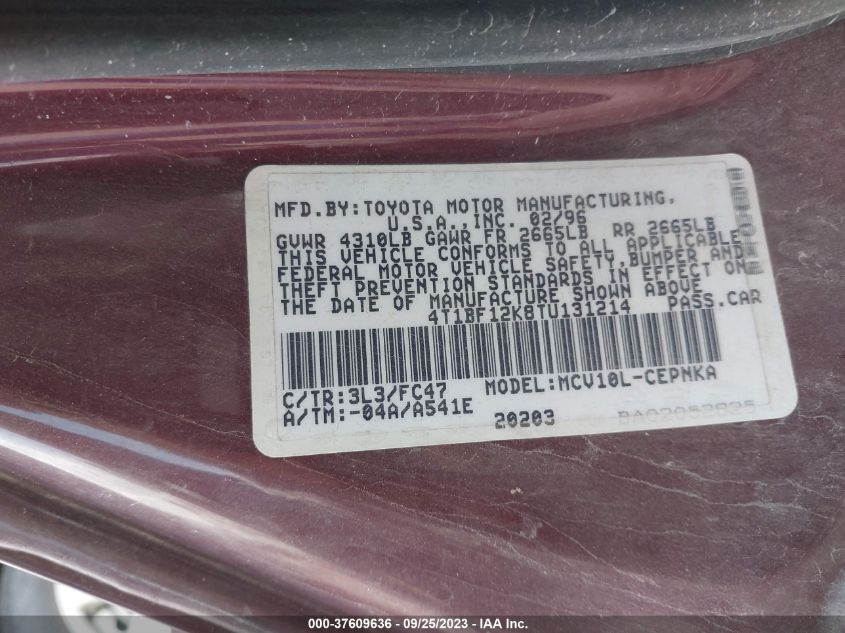 MFD.BY:TOYOTA MOTOR MANUFACTURING,
U.S.A.,INC. 02/96
GVWR 4310LB GAWR FR 2665LB RR 2665LB
THIS VEHICLE CONFORMS TO ALL APPLICABLE
FEDERAL MOTOR VEHICLE SAFETY,BUMPER AND
THEFT PREVENTION STANDARDS IN EFFECT ON
THE DATE OF MANUFACTURE SHOWN ABOVE
4T1BF12K8TU131214 PASS.CAR
C/TR:3L3/FC47 MODEL:MCV10L-CEPNKA
A/TM:-04A/A541E 20203
000-37609636 - 09/25/2023 - IAA Inc.